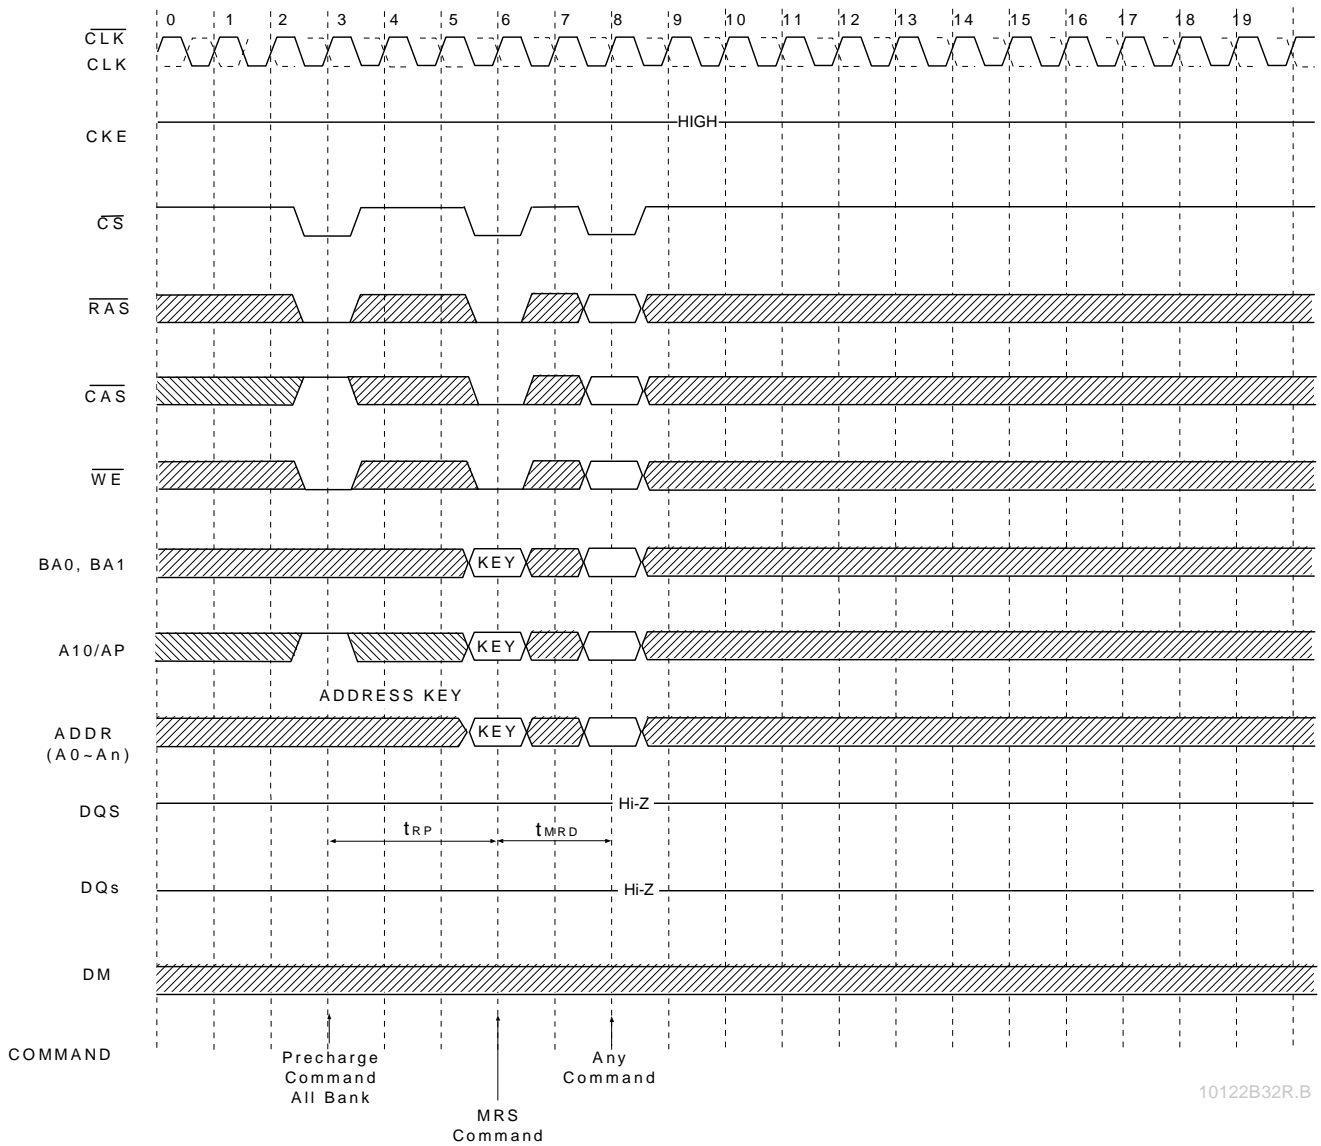 0 1 2 3 4 5 6 7 8 9 10 11 12 13 14 15 16 17 18 19
CLK
CLK
CKE
HIGH
CS
RAS
CAS
WE
BA0, BA1
KEY
A10/AP
KEY
ADDRESS KEY
ADDR
(A0~An)
KEY
DQS
Hi-Z
tRP
tMRD
DQs
Hi-Z
DM
COMMAND
Precharge
Command
All Bank
MRS
Command
Any
Command
10122B32R.B